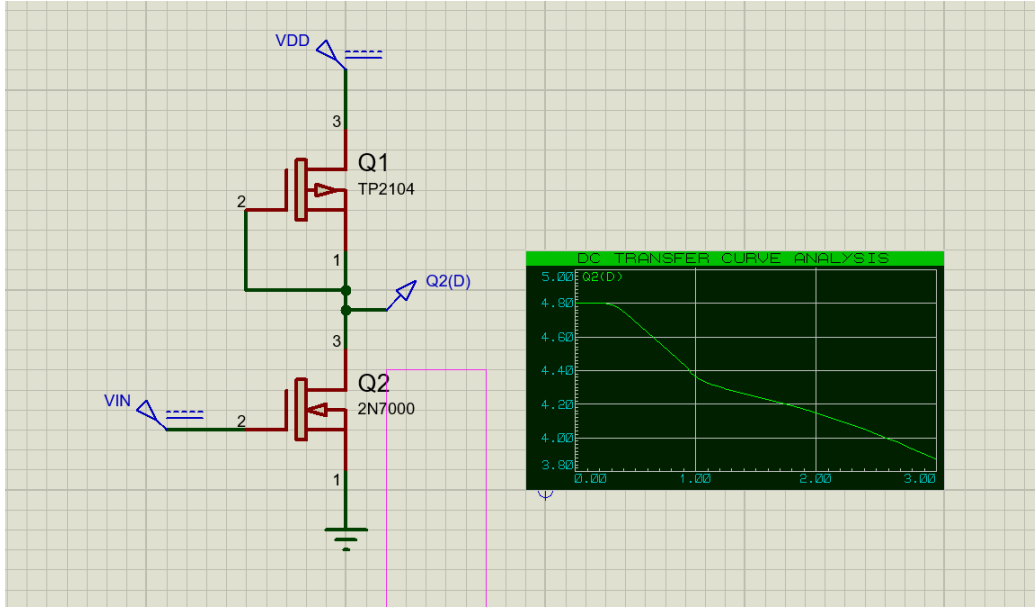 VDD
3
Q1
TP2104
2
1
Q2(D)
3
Q2
2N7000
VIN
2
1
DC TRANSFER CURVE ANALYSIS
5.00
Q2(D)
4.80
4.60
4.40
4.20
4.00
3.80
0.00
1.00
2.00
3.00